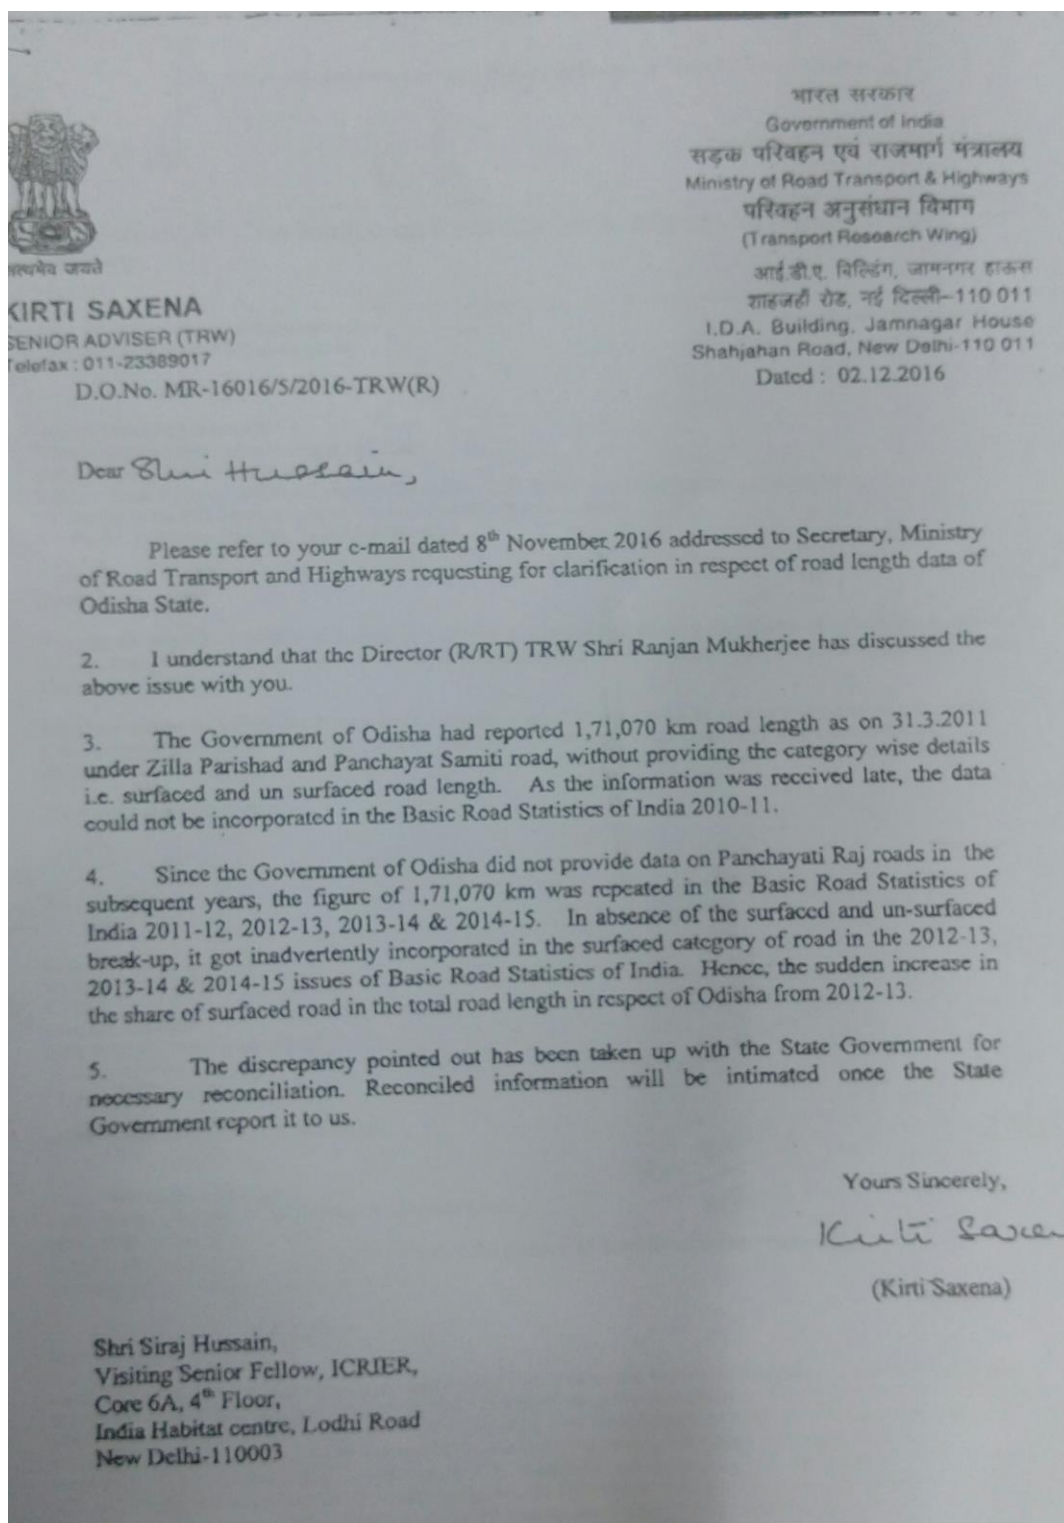 भारत सरकार
Government of India
सड़क परिवहन एवं राजमार्ग मंत्रालय
Ministry of Road Transport & Highways
परिवहन अनुसंधान विभाग
(Transport Research Wing)
आई.डी.ए. बिल्डिंग, जामनगर हाऊस
शाहजहाँ रोड, नई दिल्ली–110 011
I.D.A. Building, Jamnagar House
Shahjahan Road, New Delhi-110 011
Dated : 02.12.2016
सत्यमेव जयते
KIRTI SAXENA
SENIOR ADVISER (TRW)
Telefax : 011-23389017
D.O.No. MR-16016/5/2016-TRW(R)
Dear Shri Hussain,
Please refer to your e-mail dated 8th November 2016 addressed to Secretary, Ministry
of Road Transport and Highways requesting for clarification in respect of road length data of
Odisha State.
2. I understand that the Director (R/RT) TRW Shri Ranjan Mukherjee has discussed the
above issue with you.
3. The Government of Odisha had reported 1,71,070 km road length as on 31.3.2011
under Zilla Parishad and Panchayat Samiti road, without providing the category wise details
i.e. surfaced and un surfaced road length. As the information was received late, the data
could not be incorporated in the Basic Road Statistics of India 2010-11.
4. Since the Government of Odisha did not provide data on Panchayati Raj roads in the
subsequent years, the figure of 1,71,070 km was repeated in the Basic Road Statistics of
India 2011-12, 2012-13, 2013-14 & 2014-15. In absence of the surfaced and un-surfaced
break-up, it got inadvertently incorporated in the surfaced category of road in the 2012-13,
2013-14 & 2014-15 issues of Basic Road Statistics of India. Hence, the sudden increase in
the share of surfaced road in the total road length in respect of Odisha from 2012-13.
5. The discrepancy pointed out has been taken up with the State Government for
necessary reconciliation. Reconciled information will be intimated once the State
Government report it to us.
Yours Sincerely,
Kirti Saxen
(Kirti Saxena)
Shri Siraj Hussain,
Visiting Senior Fellow, ICRIER,
Core 6A, 4th Floor,
India Habitat centre, Lodhi Road
New Delhi-110003